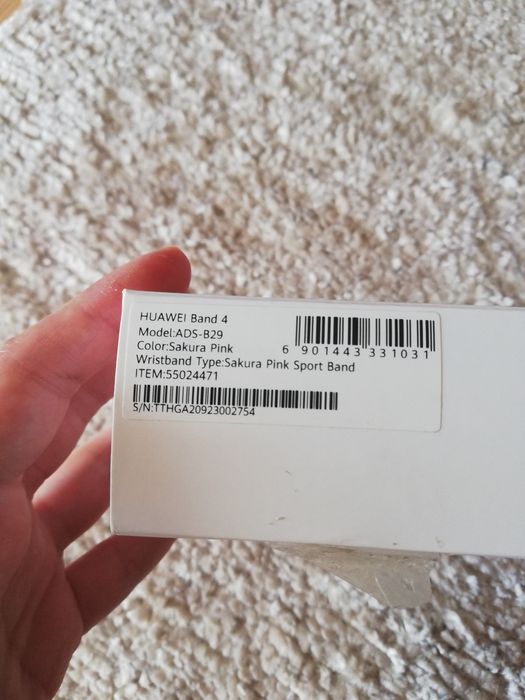 HUAWEI Band 4
Model:ADS-B29
Color:Sakura Pink
6 901443 331031
Wristband Type:Sakura Pink Sport Band
ITEM:55024471
S/N:TTHGA20923002754